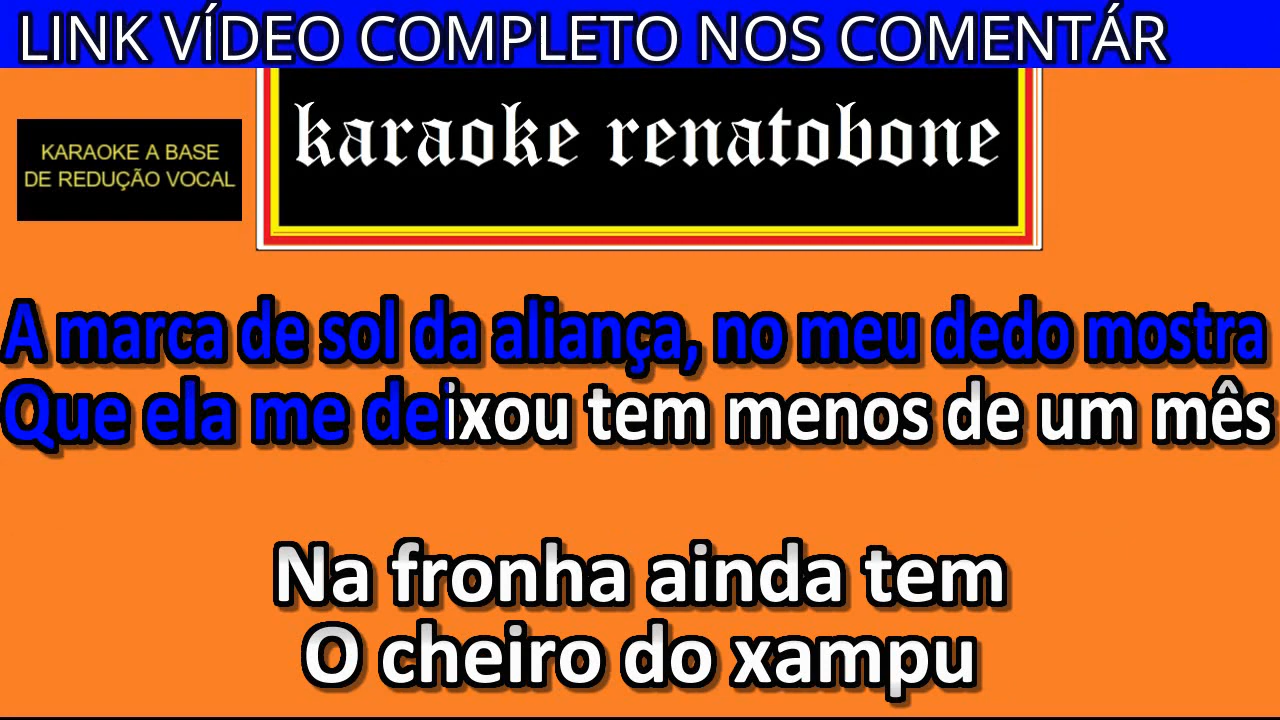 LINK VÍDEO COMPLETO NOS COMENTÁR
karaoke renatobone
KARAOKE A BASE
DE REDUÇÃO VOCAL
A marca de sol da aliança, no meu dedo mostra
Que ela me deixou tem menos de um mês
Na fronha ainda tem
O cheiro do xampu